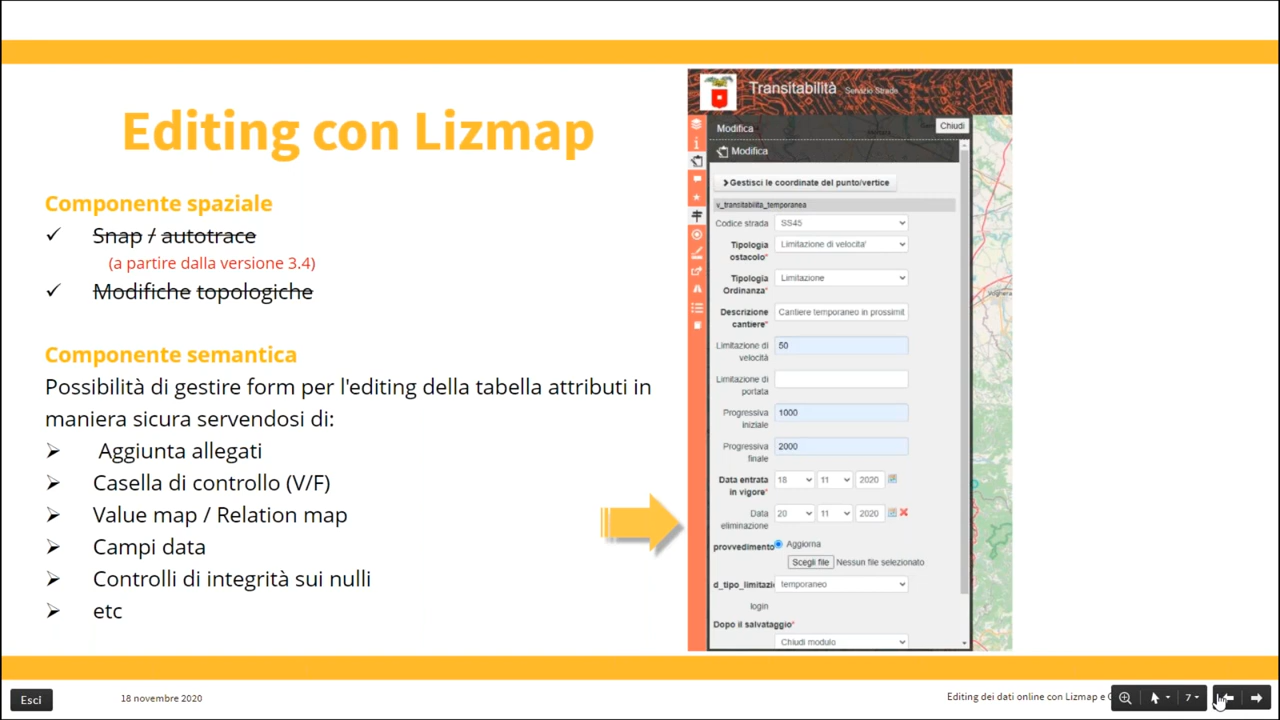 Editing con Lizmap
Componente spaziale
✓ Snap / autotrace
(a partire dalla versione 3.4)
✓ Modifiche topologiche
Componente semantica
Possibilità di gestire form per l'editing della tabella attributi in
maniera sicura servendosi di:
Aggiunta allegati
Casella di controllo (V/F)
Value map / Relation map
Campi data
Controlli di integrità sui nulli
etc
Transitabilità Servizio Strade
Modifica Chiudi
Modifica
Gestisci le coordinate del punto/vertice
v_transitabilita_temporanea
Codice strada SS45
Tipologia
ostacolo* Limitazione di velocita'
Tipologia
Ordinanza* Limitazione
Descrizione
cantiere* Cantiere temporaneo in prossimit
Limitazione di
velocità 50
Limitazione di
portata
Progressiva
iniziale 1000
Progressiva
finale 2000
Data entrata
in vigore* 18 11 2020
Data
eliminazione 20 11 2020
provvedimento Aggiorna
Scegli file Nessun file selezionato
d_tipo_limitazi temporaneo
login
Dopo il salvataggio*
Chiudi modulo
Voghera
Esci
18 novembre 2020
Editing dei dati online con Lizmap e
7